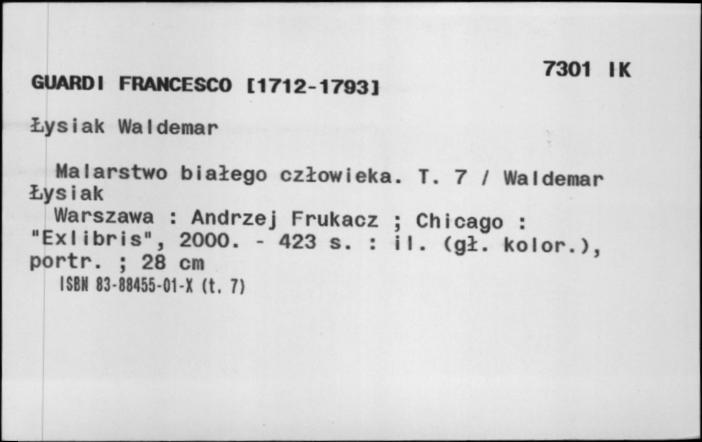 7301 IK
GUARDI FRANCESCO [1712-1793]
Łysiak Waldemar
Malarstwo białego człowieka. T. 7 / Waldemar
Łysiak
Warszawa : Andrzej Frukacz ; Chicago :
"Exlibris", 2000. - 423 s. : il. (gł. kolor.),
portr. ; 28 cm
ISBN 83-88455-01-X (t. 7)